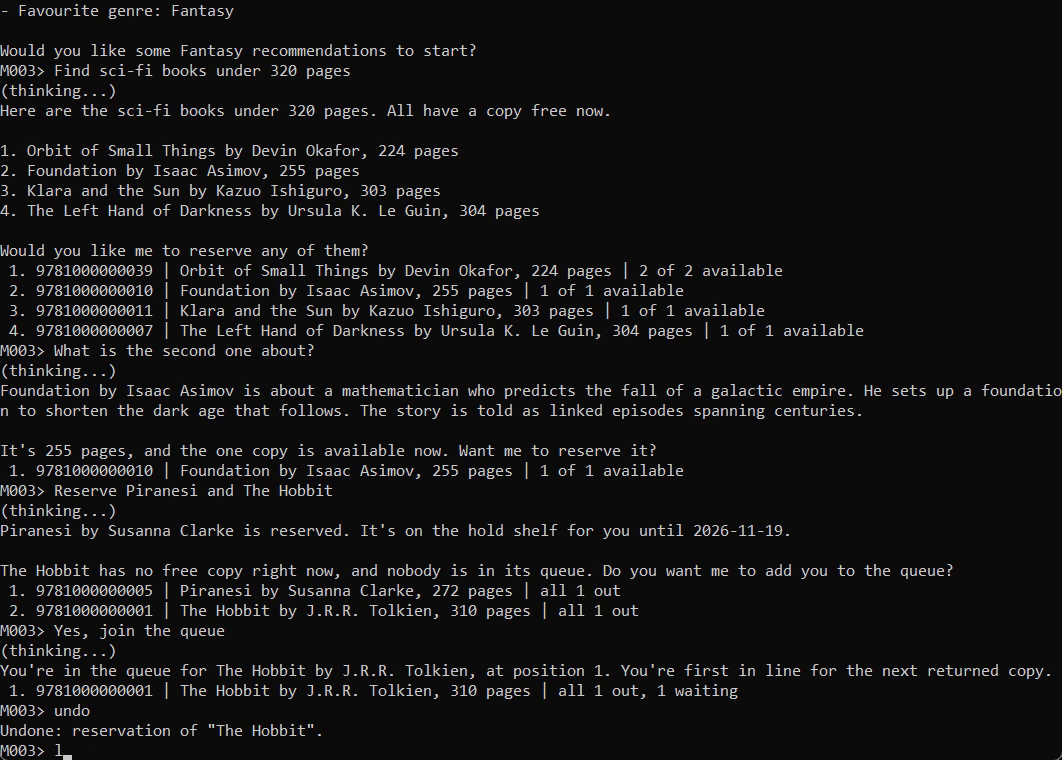 - Favourite genre: Fantasy
Would you like some Fantasy recommendations to start?
M003> Find sci-fi books under 320 pages
(thinking...)
Here are the sci-fi books under 320 pages. All have a copy free now.
1. Orbit of Small Things by Devin Okafor, 224 pages
2. Foundation by Isaac Asimov, 255 pages
3. Klara and the Sun by Kazuo Ishiguro, 303 pages
4. The Left Hand of Darkness by Ursula K. Le Guin, 304 pages
Would you like me to reserve any of them?
1. 9781000000039 | Orbit of Small Things by Devin Okafor, 224 pages | 2 of 2 available
2. 9781000000010 | Foundation by Isaac Asimov, 255 pages | 1 of 1 available
3. 9781000000011 | Klara and the Sun by Kazuo Ishiguro, 303 pages | 1 of 1 available
4. 9781000000007 | The Left Hand of Darkness by Ursula K. Le Guin, 304 pages | 1 of 1 available
M003> What is the second one about?
(thinking...)
Foundation by Isaac Asimov is about a mathematician who predicts the fall of a galactic empire. He sets up a foundatio
n to shorten the dark age that follows. The story is told as linked episodes spanning centuries.
It's 255 pages, and the one copy is available now. Want me to reserve it?
1. 9781000000010 | Foundation by Isaac Asimov, 255 pages | 1 of 1 available
M003> Reserve Piranesi and The Hobbit
(thinking...)
Piranesi by Susanna Clarke is reserved. It's on the hold shelf for you until 2026-11-19.
The Hobbit has no free copy right now, and nobody is in its queue. Do you want me to add you to the queue?
1. 9781000000005 | Piranesi by Susanna Clarke, 272 pages | all 1 out
2. 9781000000001 | The Hobbit by J.R.R. Tolkien, 310 pages | all 1 out
M003> Yes, join the queue
(thinking...)
You're in the queue for The Hobbit by J.R.R. Tolkien, at position 1. You're first in line for the next returned copy.
1. 9781000000001 | The Hobbit by J.R.R. Tolkien, 310 pages | all 1 out, 1 waiting
M003> undo
Undone: reservation of "The Hobbit".
M003> l